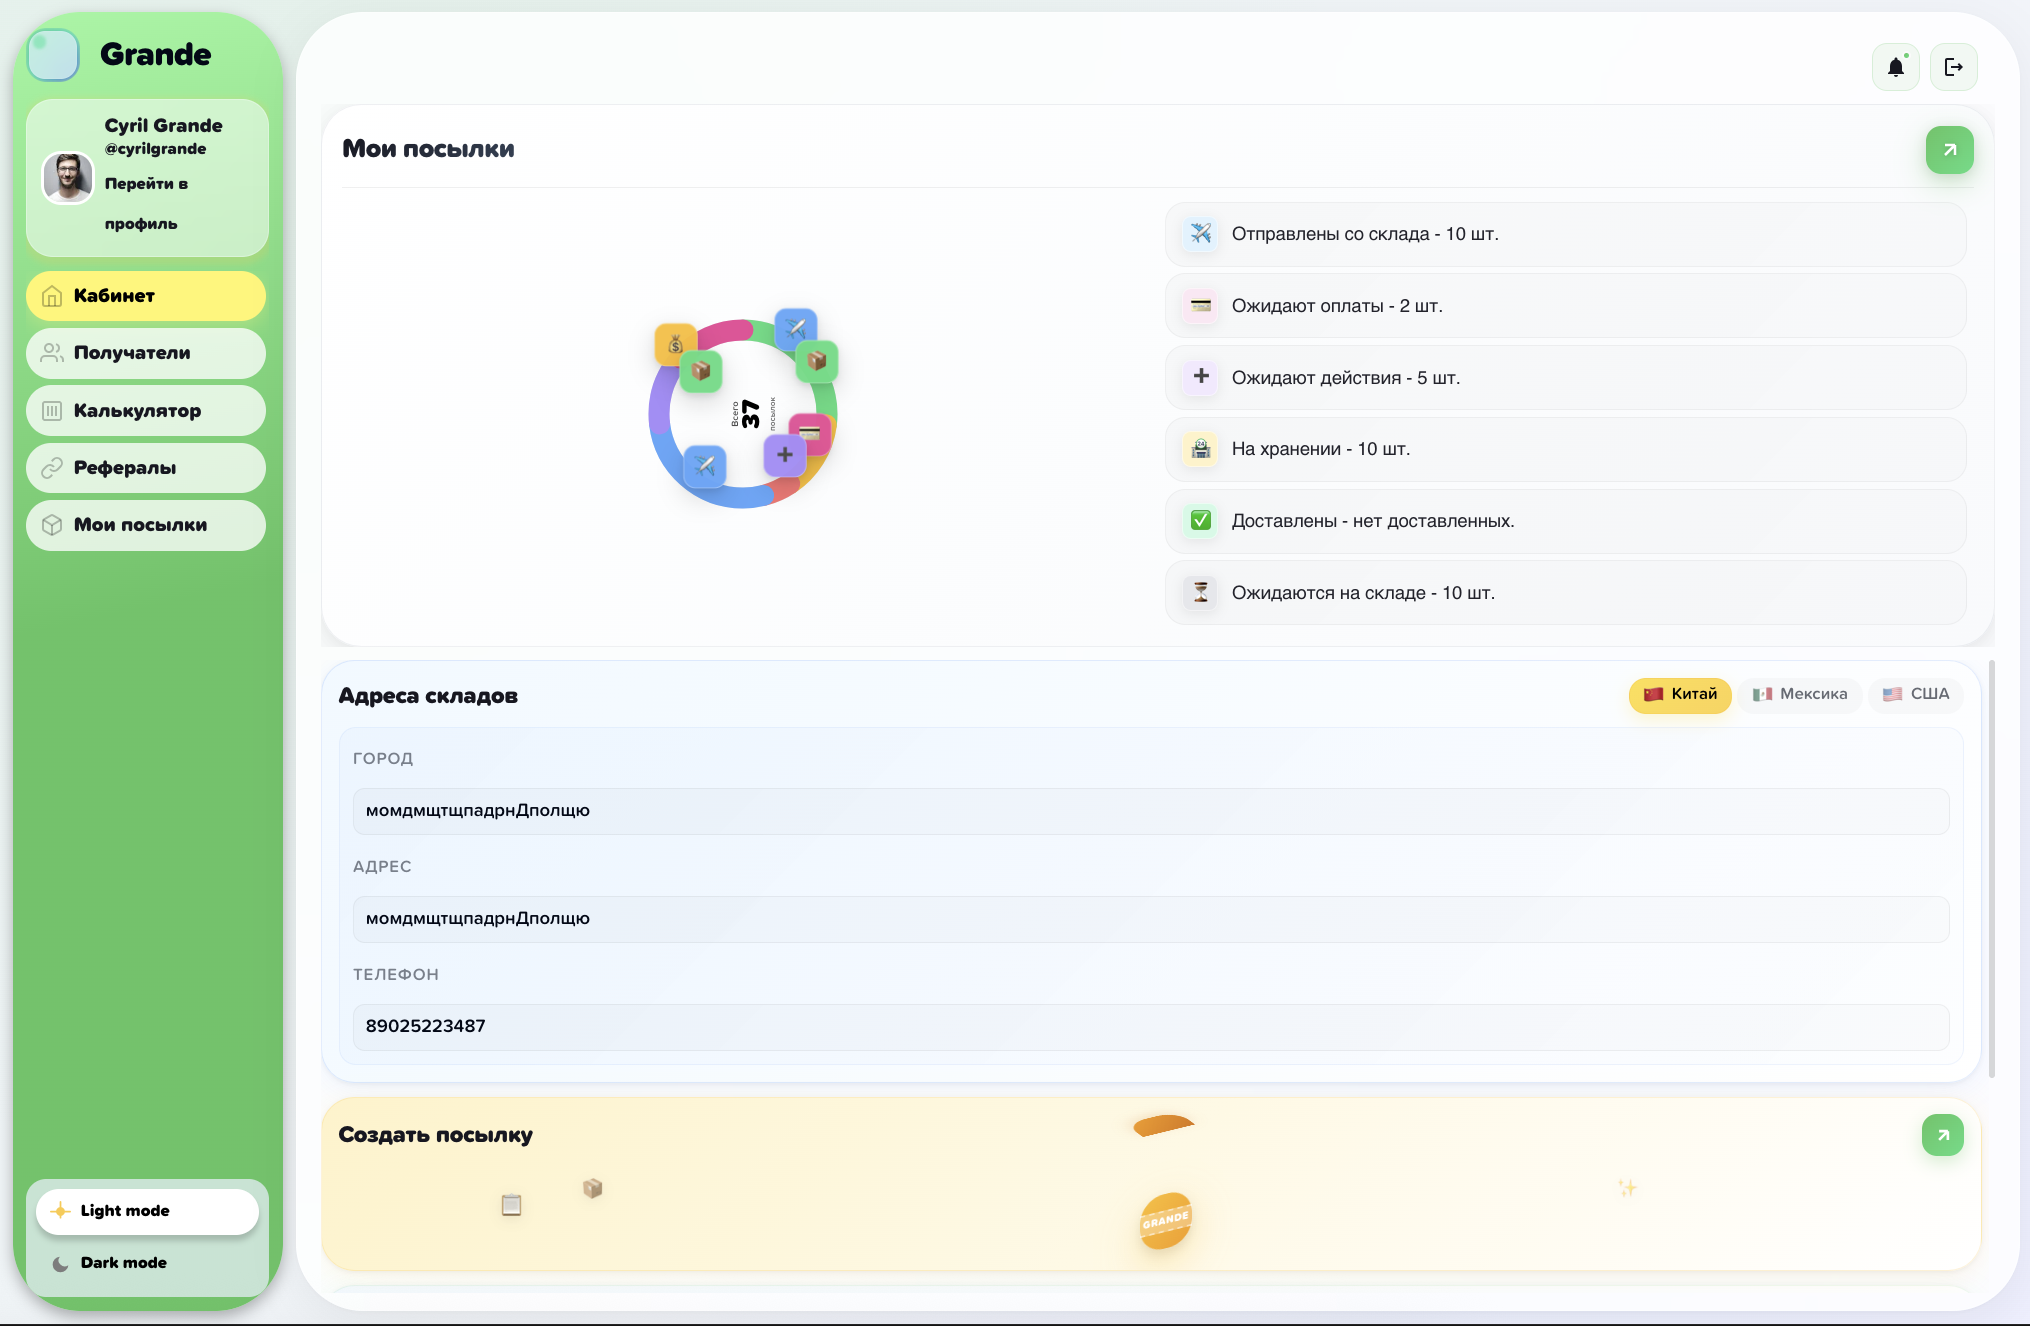 Grande
Cyril Grande
@cyrilgrande
Перейти в
профиль
Кабинет
Получатели
Калькулятор
Рефералы
Мои посылки
Light mode
Dark mode
Мои посылки
Всего
37
посылок
Отправлены со склада - 10 шт.
Ожидают оплаты - 2 шт.
Ожидают действия - 5 шт.
На хранении - 10 шт.
Доставлены - нет доставленных.
Ожидаются на складе - 10 шт.
Адреса складов
Китай
Мексика
США
ГОРОД
момдмщтщпадрнДполщю
АДРЕС
момдмщтщпадрнДполщю
ТЕЛЕФОН
89025223487
Создать посылку
GRANDE